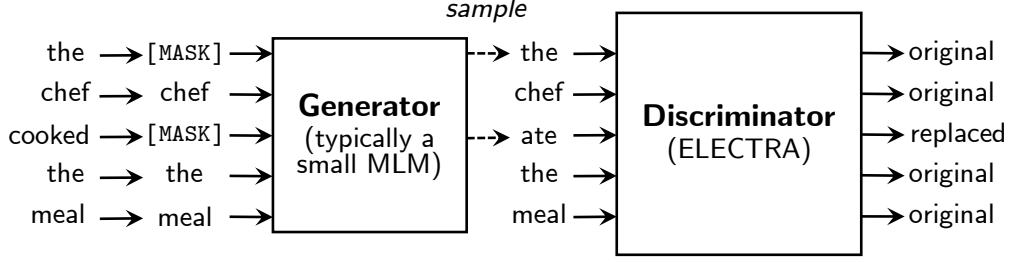 sample
the [MASK] the original
chef chef chef original
Generator
(typically a
small MLM)
Discriminator
(ELECTRA)
cooked [MASK] ate replaced
the the the original
meal meal meal original